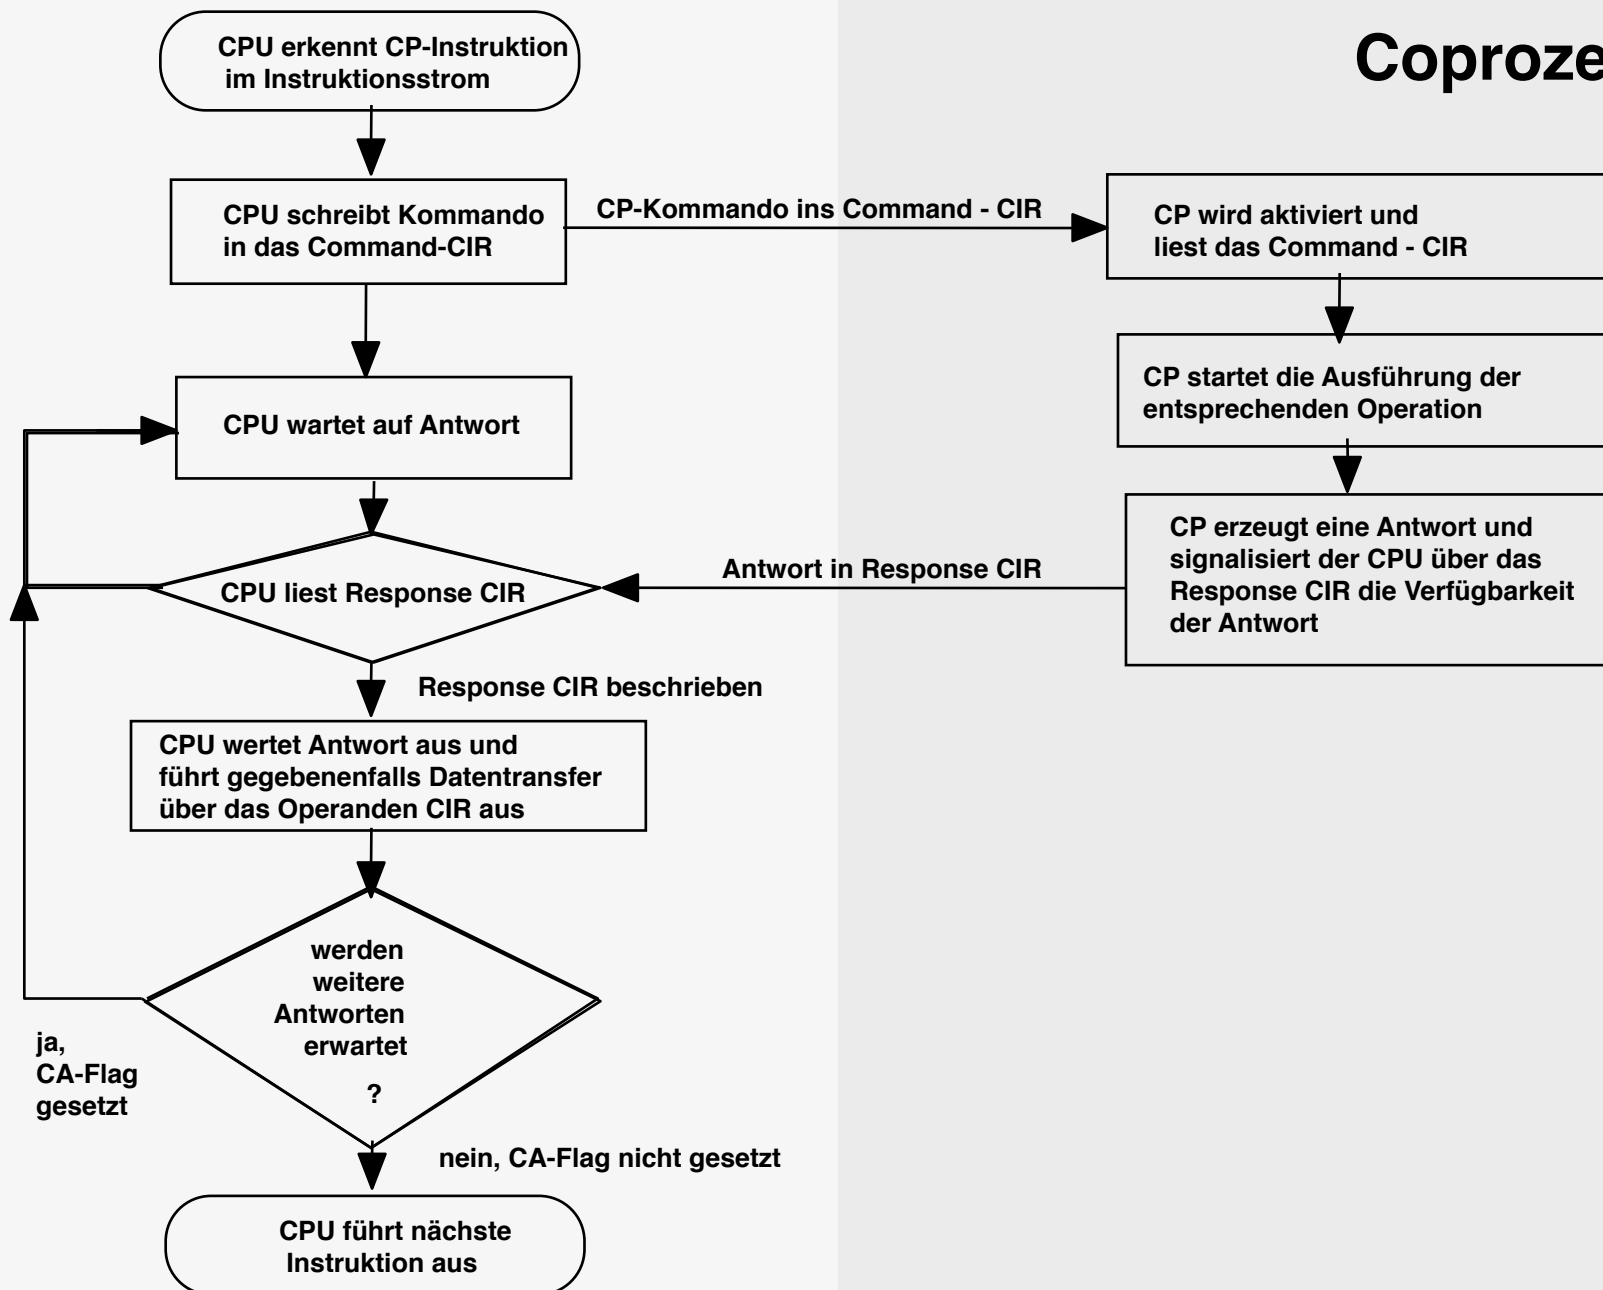 CPU erkennt CP-Instruktion
im Instruktionsstrom
Coproze
CPU schreibt Kommando
in das Command-CIR
CP-Kommando ins Command - CIR
CP wird aktiviert und
liest das Command - CIR
CP startet die Ausführung der
entsprechenden Operation
CPU wartet auf Antwort
CP erzeugt eine Antwort und
signalisiert der CPU über das
Response CIR die Verfügbarkeit
der Antwort
Antwort in Response CIR
CPU liest Response CIR
Response CIR beschrieben
CPU wertet Antwort aus und
führt gegebenenfalls Datentransfer
über das Operanden CIR aus
werden
weitere
Antworten
erwartet
?
ja,
CA-Flag
gesetzt
nein, CA-Flag nicht gesetzt
CPU führt nächste
Instruktion aus